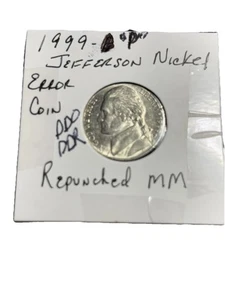 1999-"P"
JEFFERSON Nickel
ERROR
COIN
DDO
DDR
Repunched MM